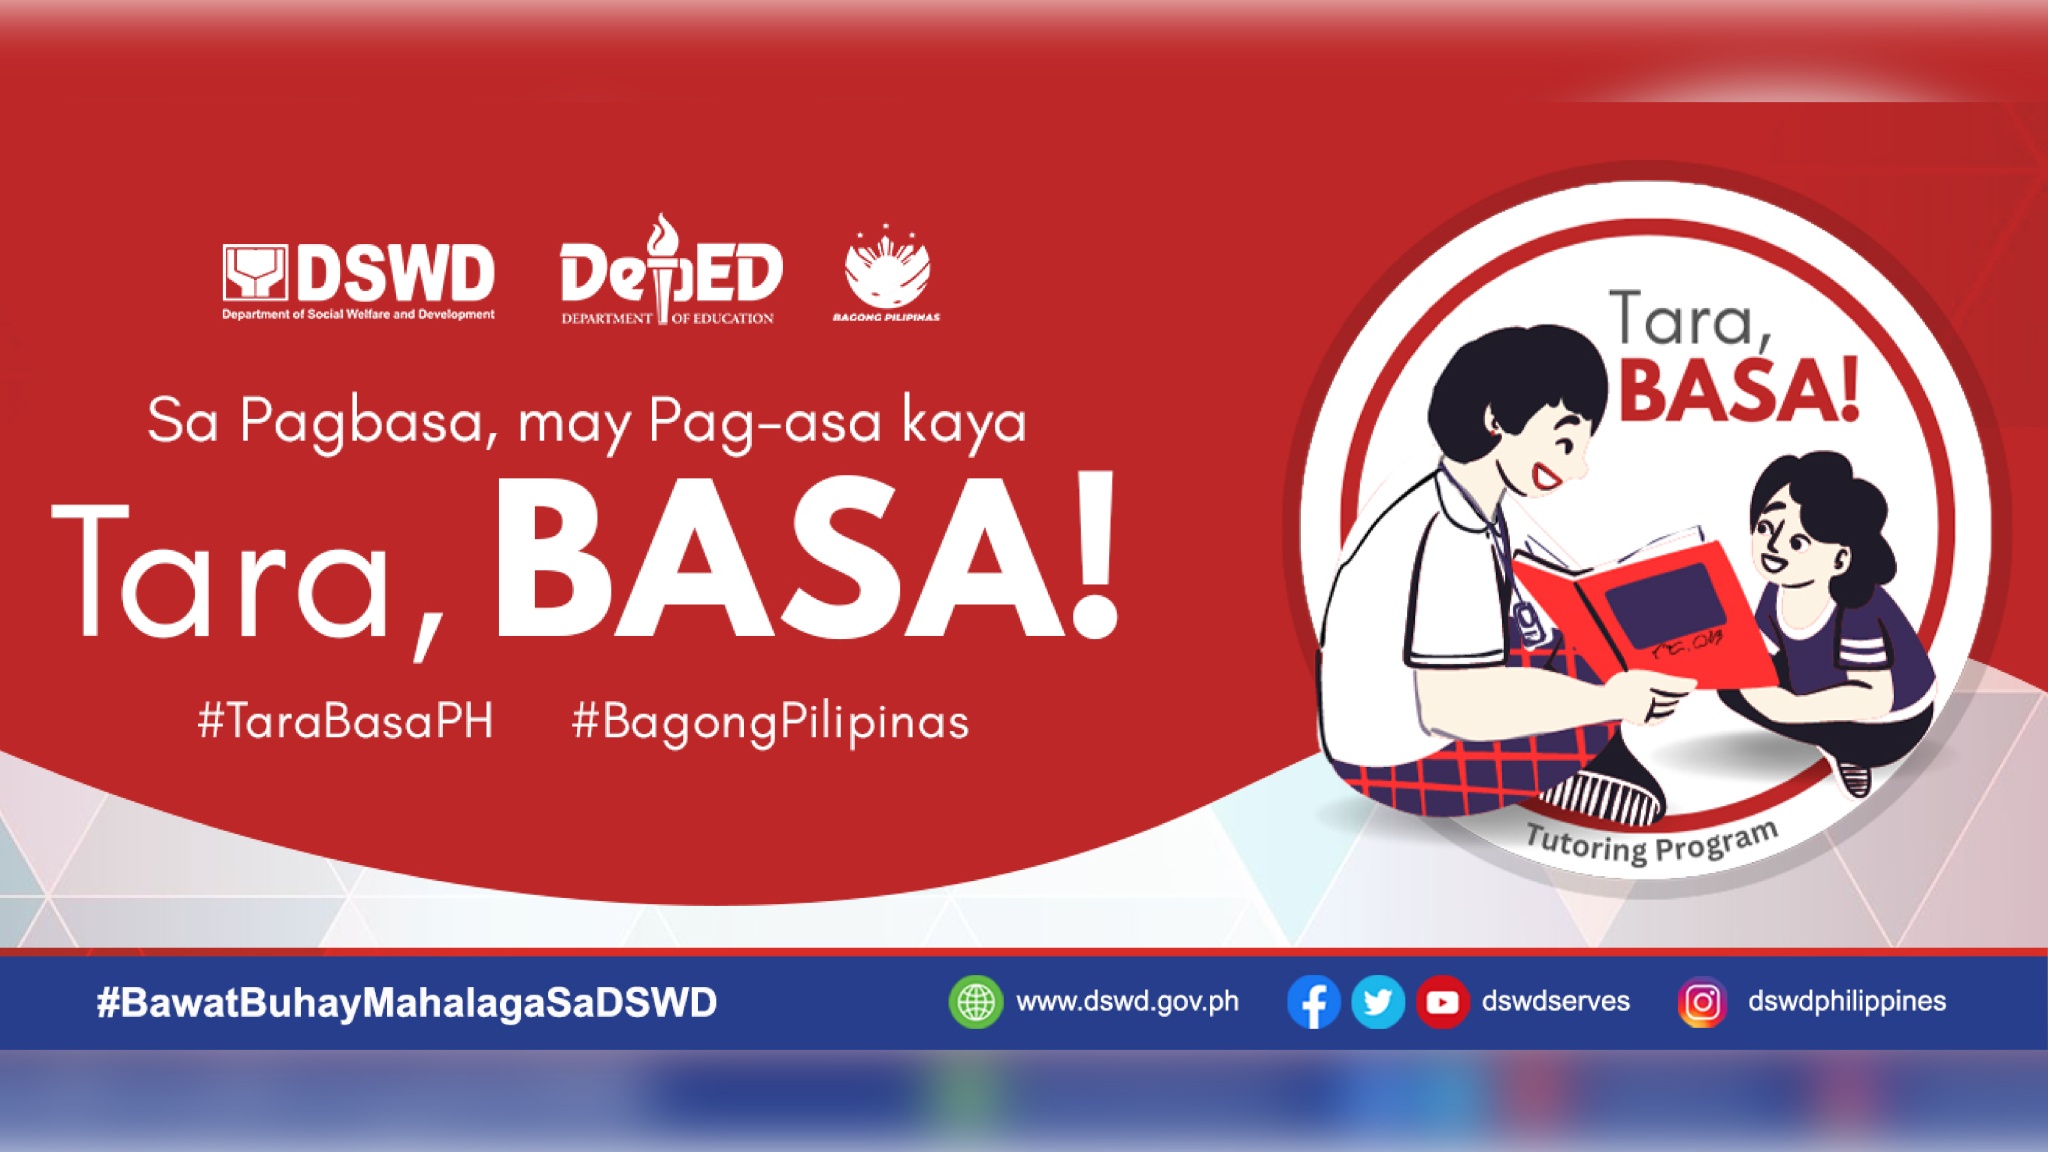 DSWD
Department of Social Welfare and Development
DepED
DEPARTMENT OF EDUCATION
BAGONG PILIPINAS
Sa Pagbasa, may Pag-asa kaya
Tara, BASA!
#TaraBasaPH #BagongPilipinas
Tara,
BASA!
Tutoring Program
#BawatBuhayMahalagaSaDSWD
www.dswd.gov.ph
dswdserves
dswdphilippines